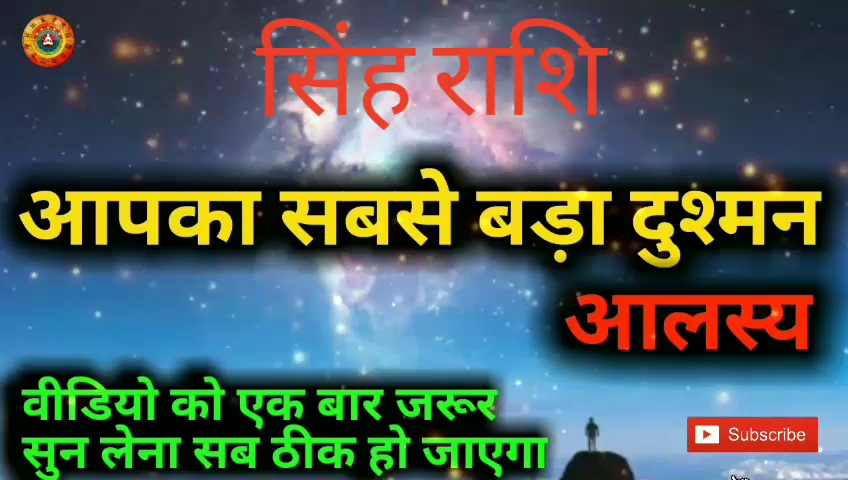 सिंह राशि
आपका सबसे बड़ा दुश्मन
आलस्य
वीडियो को एक बार जरूर
सुन लेना सब ठीक हो जाएगा
Subscribe